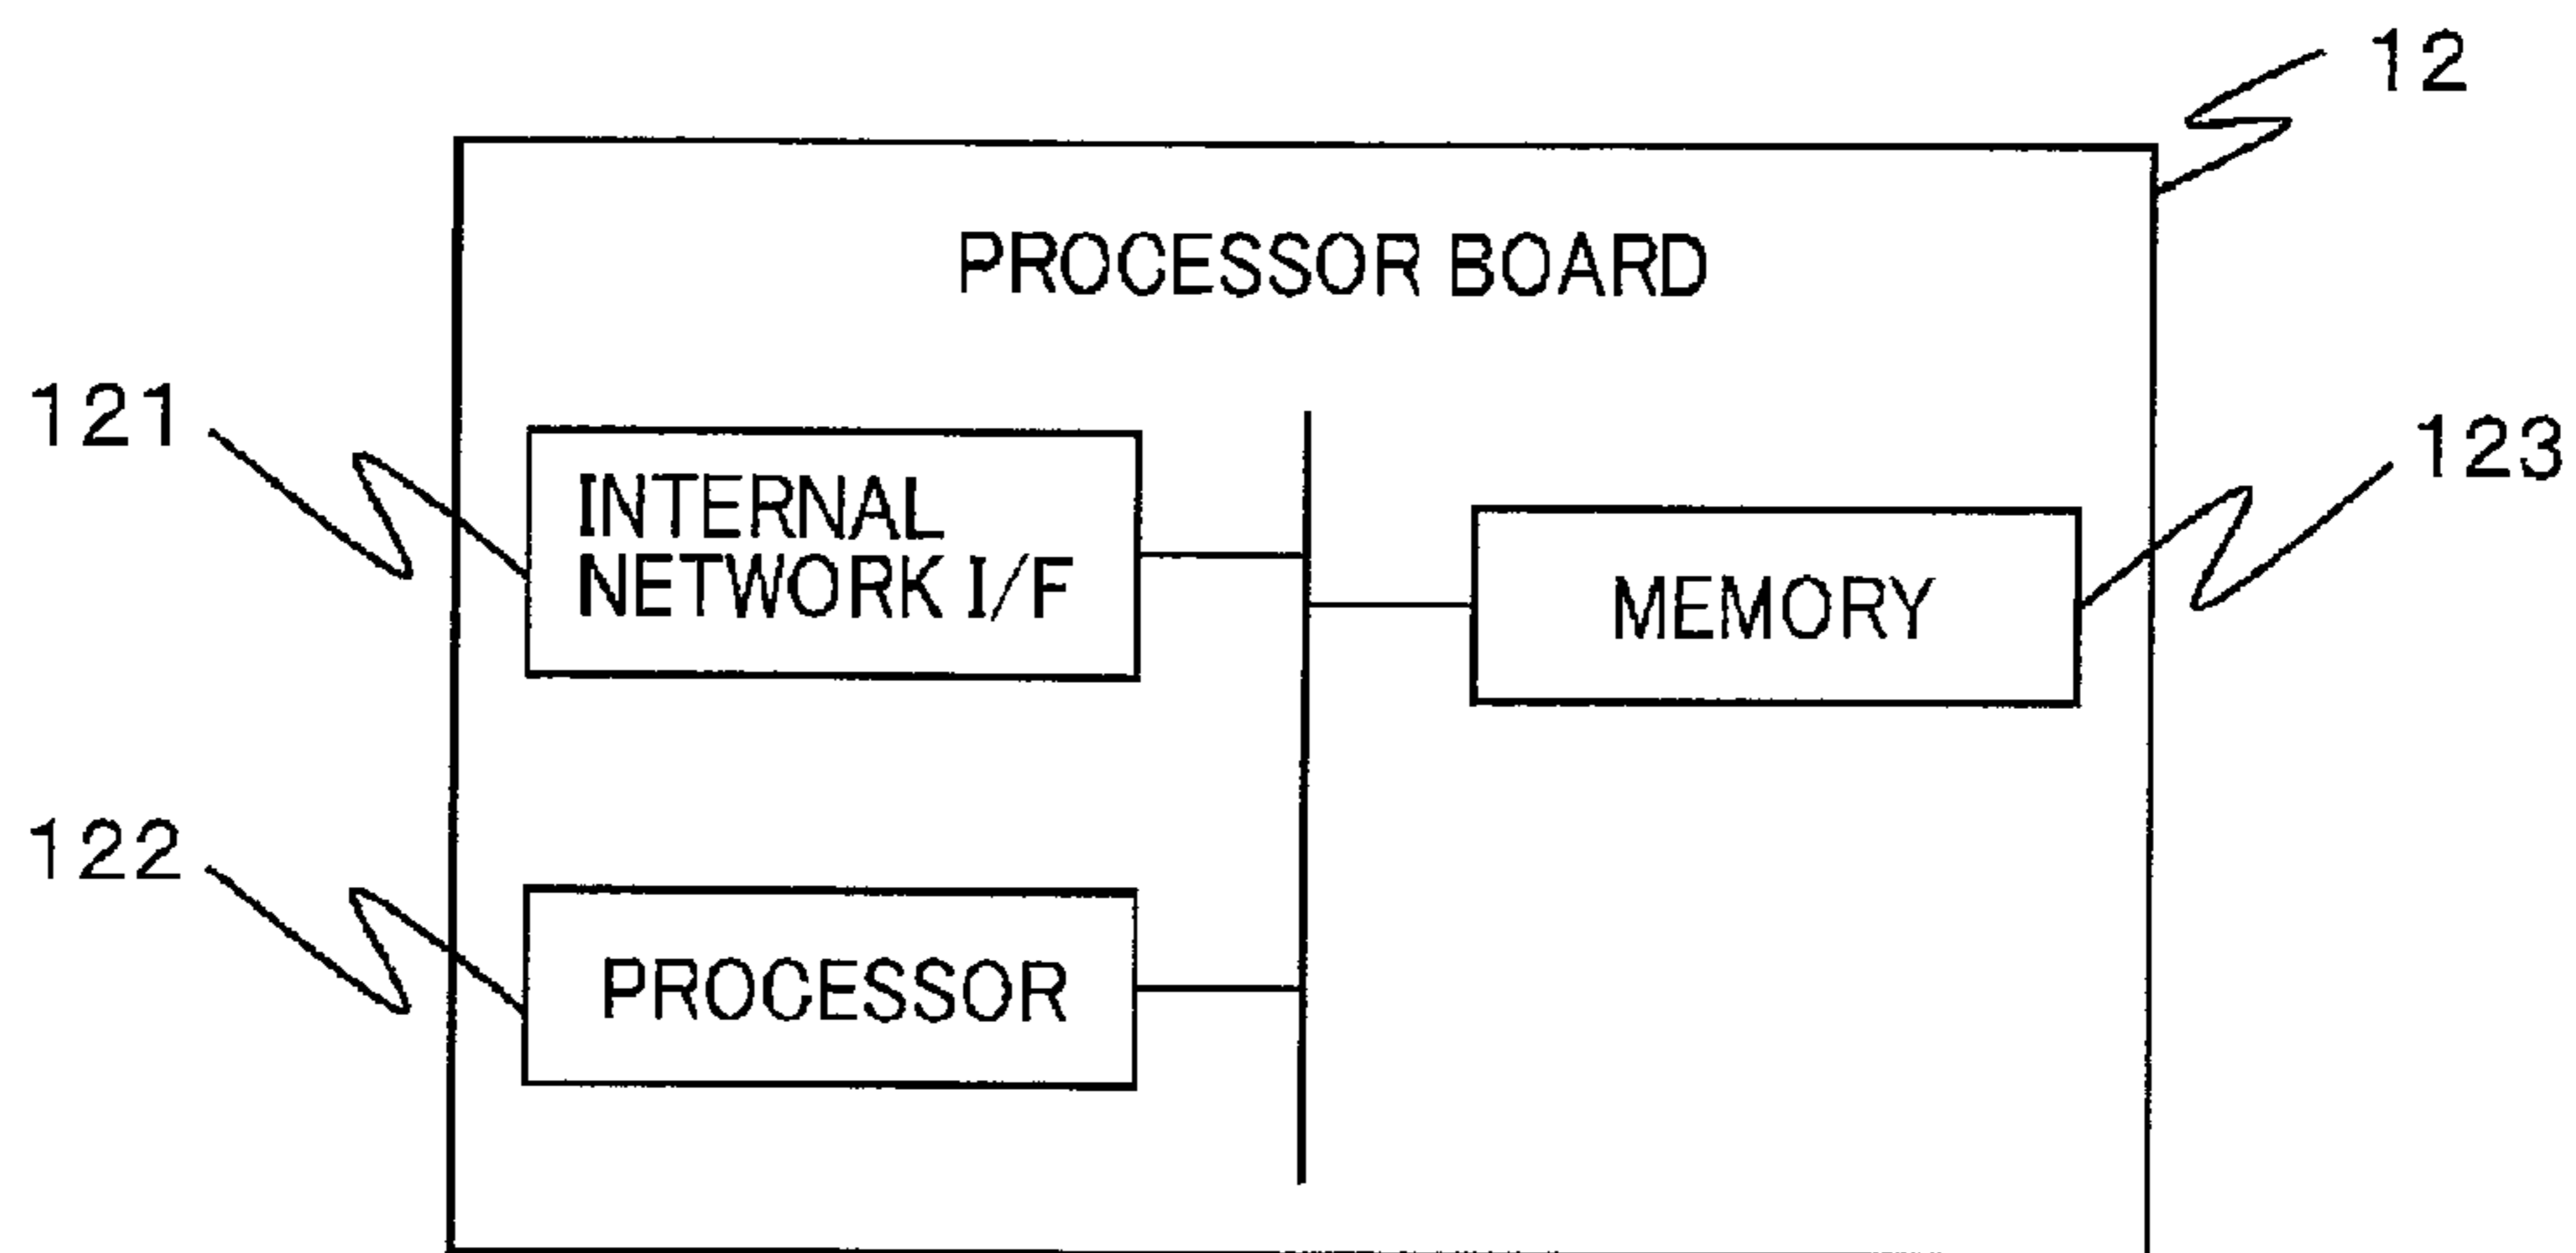 12
PROCESSOR BOARD
121
INTERNAL
NETWORK I/F
123
MEMORY
122
PROCESSOR